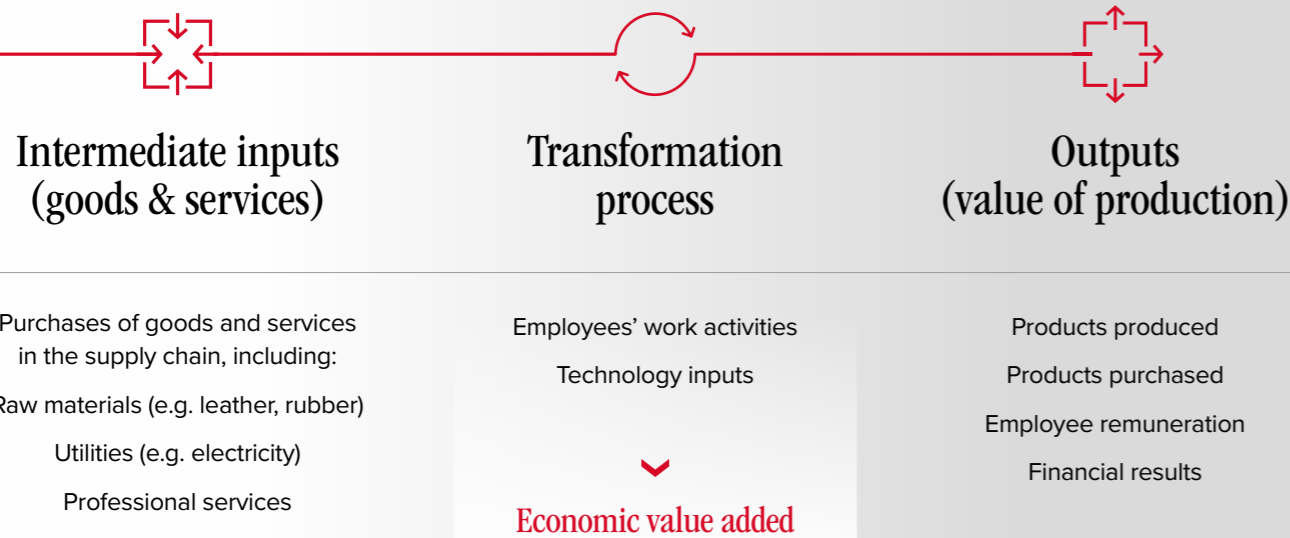 Intermediate inputs
(goods & services)
Purchases of goods and services
in the supply chain, including:
Raw materials (e.g. leather, rubber)
Utilities (e.g. electricity)
Professional services
Transformation
process
Employees’ work activities
Technology inputs
Economic value added
Outputs
(value of production)
Products produced
Products purchased
Employee remuneration
Financial results